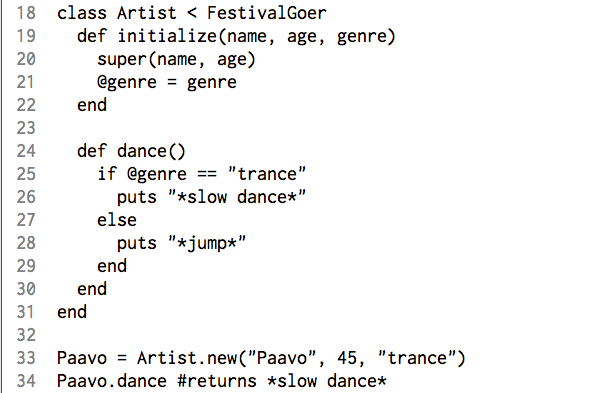 18 class Artist < FestivalGoer
19   def initialize(name, age, genre)
20     super(name, age)
21     @genre = genre
22   end
23
24   def dance()
25     if @genre == "trance"
26       puts "*slow dance*"
27     else
28       puts "*jump*"
29     end
30   end
31 end
32
33 Paavo = Artist.new("Paavo", 45, "trance")
34 Paavo.dance #returns *slow dance*